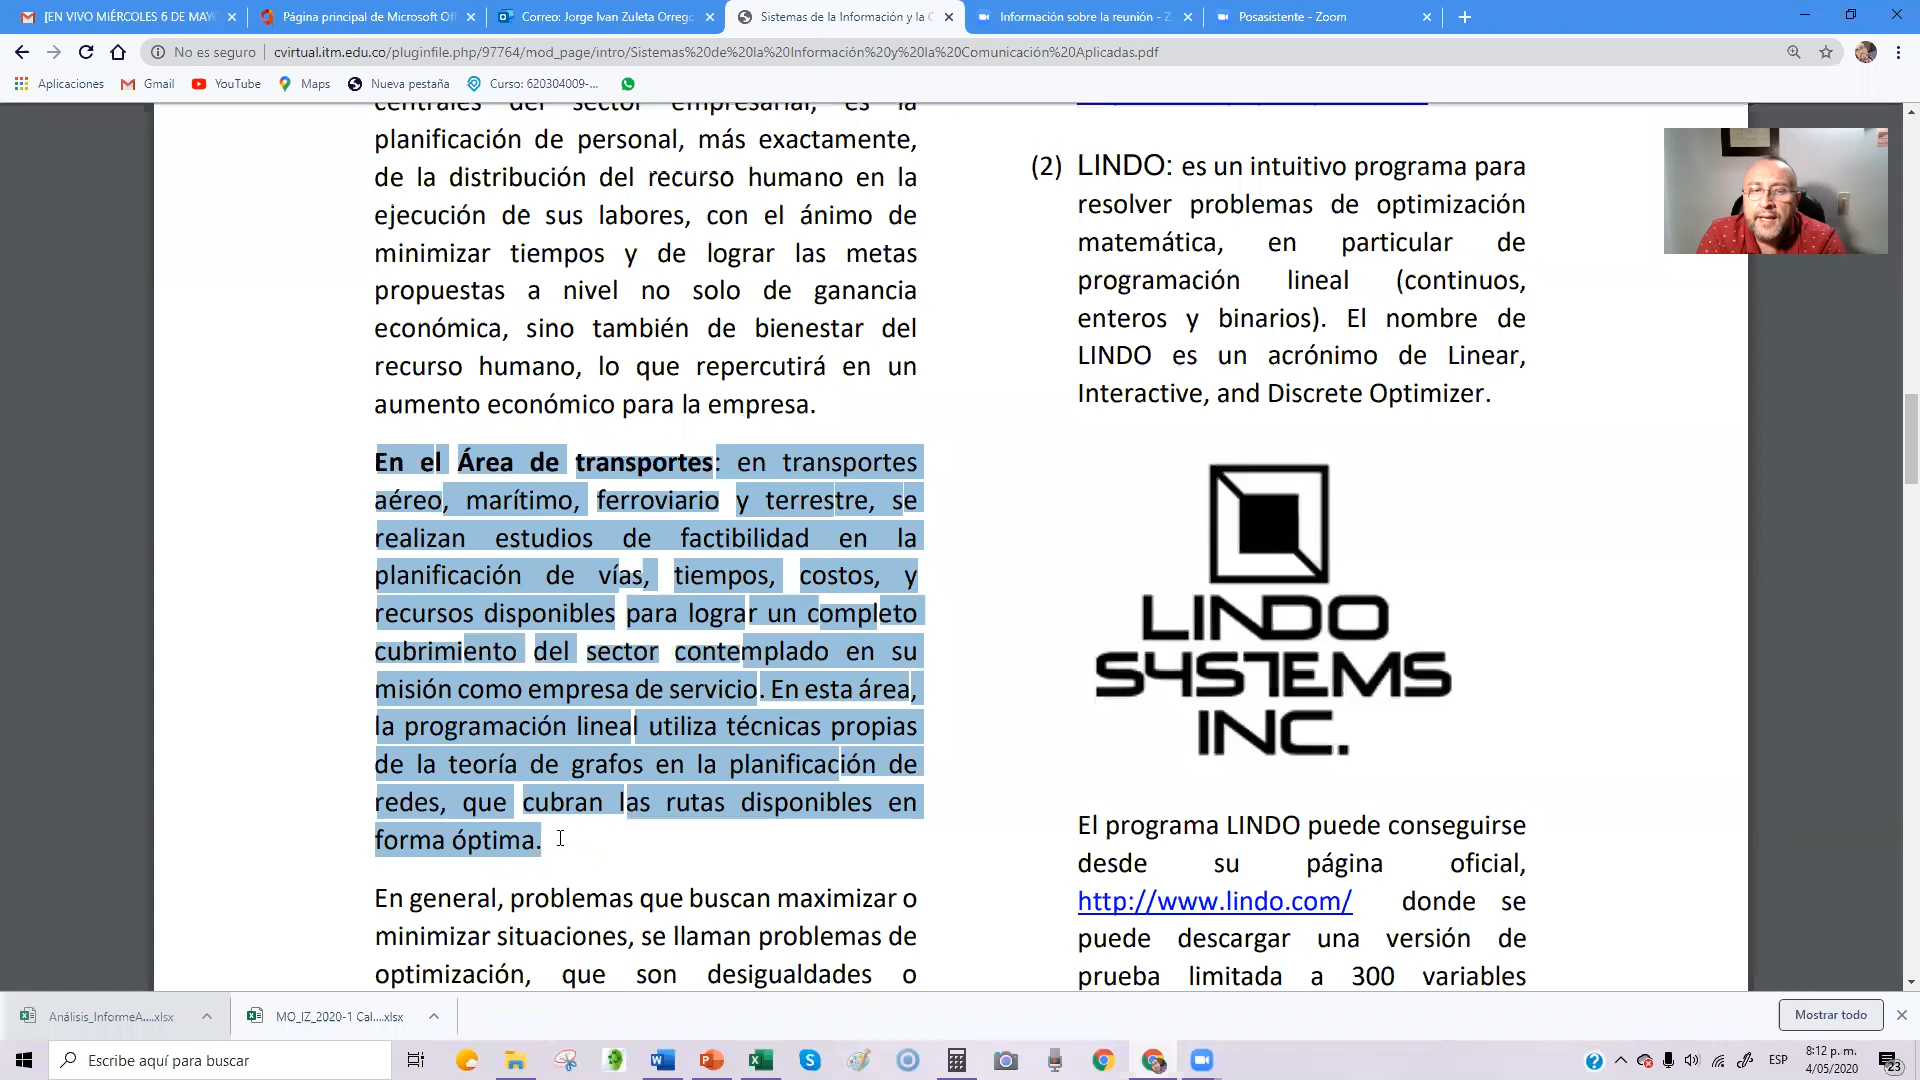 [EN VIVO MIÉRCOLES 6 DE MAY
Página principal de Microsoft Of
Correo: Jorge Ivan Zuleta Orrego
Sistemas de la Información y la C
Información sobre la reunión - Z
Posasistente - Zoom
No es seguro
cvirtual.itm.edu.co/pluginfile.php/97764/mod_page/intro/Sistemas%20de%20la%20Información%20y%20la%20Comunicación%20Aplicadas.pdf
Aplicaciones
Gmail
YouTube
Maps
Nueva pestaña
Curso: 620304009-...
centrales del sector empresarial, es la
planificación de personal, más exactamente,
de la distribución del recurso humano en la
ejecución de sus labores, con el ánimo de
minimizar tiempos y de lograr las metas
propuestas a nivel no solo de ganancia
económica, sino también de bienestar del
recurso humano, lo que repercutirá en un
aumento económico para la empresa.
En el Área de transportes: en transportes
aéreo, marítimo, ferroviario y terrestre, se
realizan estudios de factibilidad en la
planificación de vías, tiempos, costos, y
recursos disponibles para lograr un completo
cubrimiento del sector contemplado en su
misión como empresa de servicio. En esta área,
la programación lineal utiliza técnicas propias
de la teoría de grafos en la planificación de
redes, que cubran las rutas disponibles en
forma óptima.
En general, problemas que buscan maximizar o
minimizar situaciones, se llaman problemas de
optimización, que son desigualdades o
(2) LINDO: es un intuitivo programa para
resolver problemas de optimización
matemática, en particular de
programación lineal (continuos,
enteros y binarios). El nombre de
LINDO es un acrónimo de Linear,
Interactive, and Discrete Optimizer.
LINDO
SYSTEMS
INC.
El programa LINDO puede conseguirse
desde su página oficial,
http://www.lindo.com/ donde se
puede descargar una versión de
prueba limitada a 300 variables
Análisis_InformeA....xlsx
MO_IZ_2020-1 Cal....xlsx
Mostrar todo
Escribe aquí para buscar
ESP
8:12 p. m.
4/05/2020
23